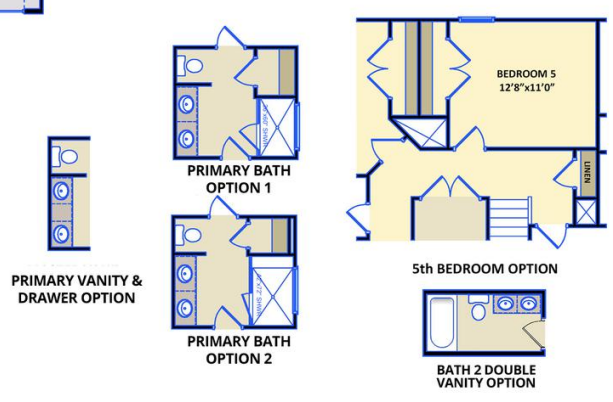 BEDROOM 5
12'8"x11'0"
LINEN
PRIMARY BATH
OPTION 1
5th BEDROOM OPTION
PRIMARY VANITY &
DRAWER OPTION
PRIMARY BATH
OPTION 2
BATH 2 DOUBLE
VANITY OPTION